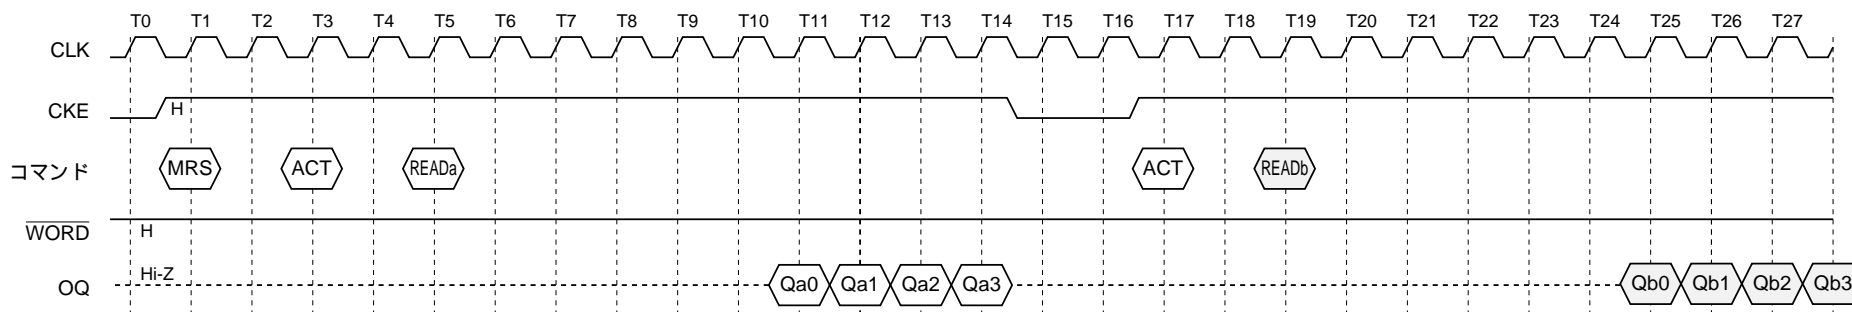 T0 T1 T2 T3 T4 T5 T6 T7 T8 T9 T10 T11 T12 T13 T14 T15 T16 T17 T18 T19 T20 T21 T22 T23 T24 T25 T26 T27
CLK
CKE H
コマンド MRS ACT READa ACT READb
WORD H
OQ Hi-Z Qa0 Qa1 Qa2 Qa3 Qb0 Qb1 Qb2 Qb3